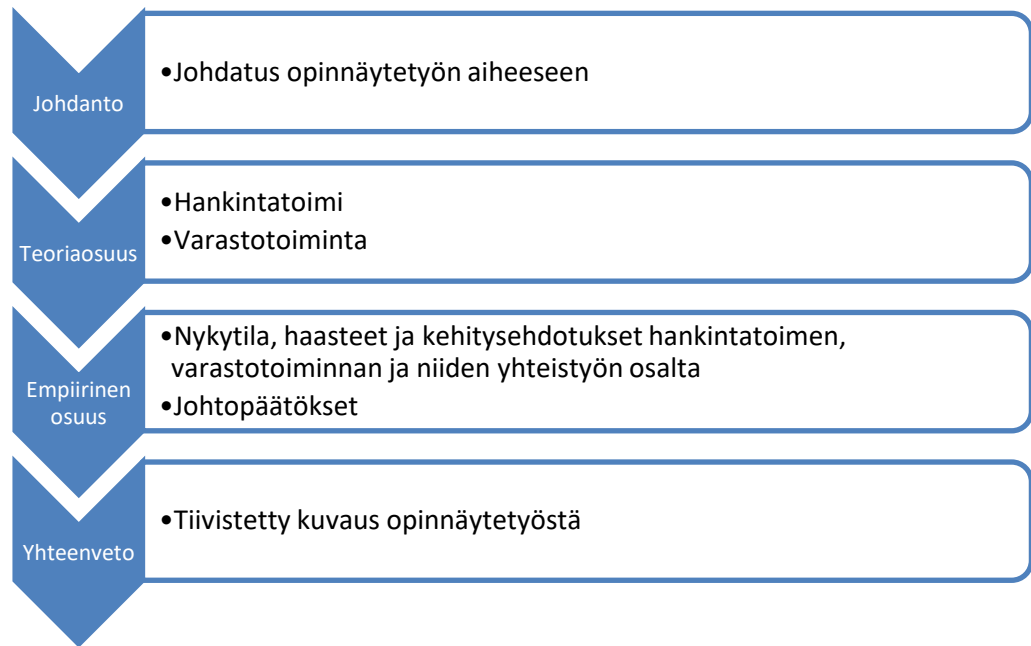 Johdanto
•Johdatus opinnäytetyön aiheeseen
Teoriaosuus
•Hankintatoimi
•Varastotoiminta
Empiirinen
osuus
•Nykytila, haasteet ja kehitysehdotukset hankintatoimen,
varastotoiminnan ja niiden yhteistyön osalta
•Johtopäätökset
Yhteenveto
•Tiivistetty kuvaus opinnäytetyöstä